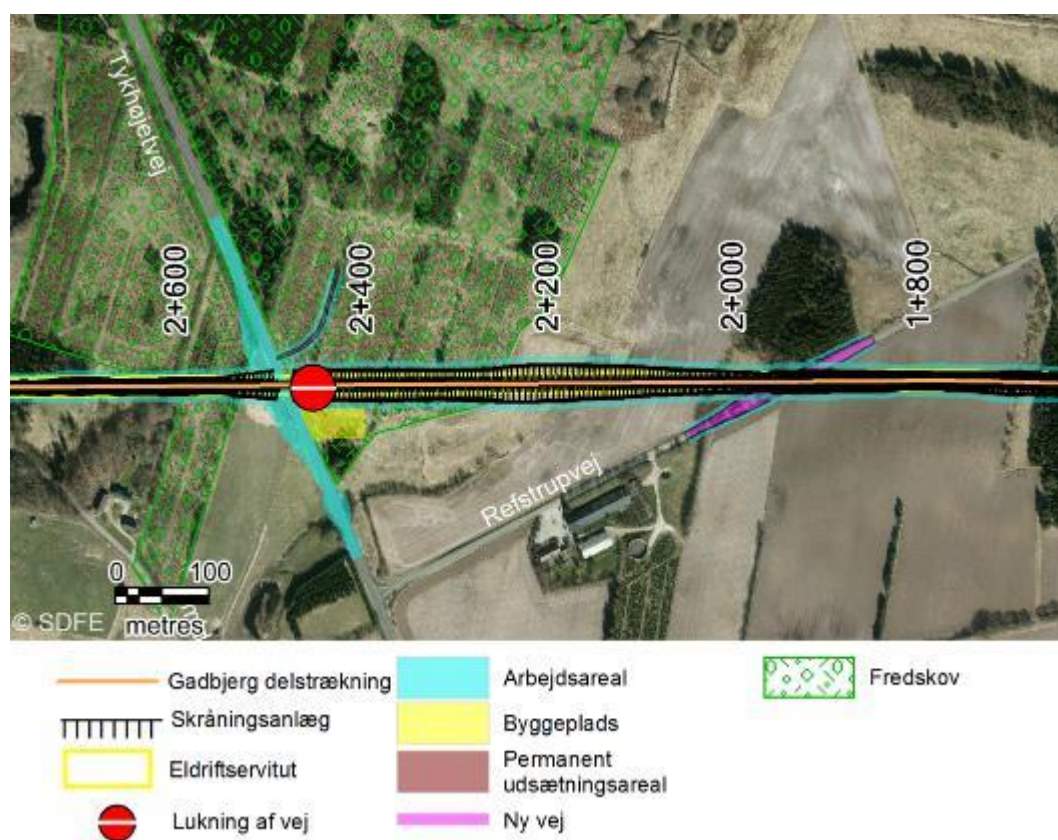 Tykhøjetvej
2+600
2+400
2+200
2+000
1+800
Refstrupvej
0 100
metres
© SDFE
Gadbjerg delstrækning
Skråningsanlæg
Eldriftservitut
Lukning af vej
Arbejdsareal
Byggeplads
Permanent
udsætningsareal
Ny vej
Fredskov